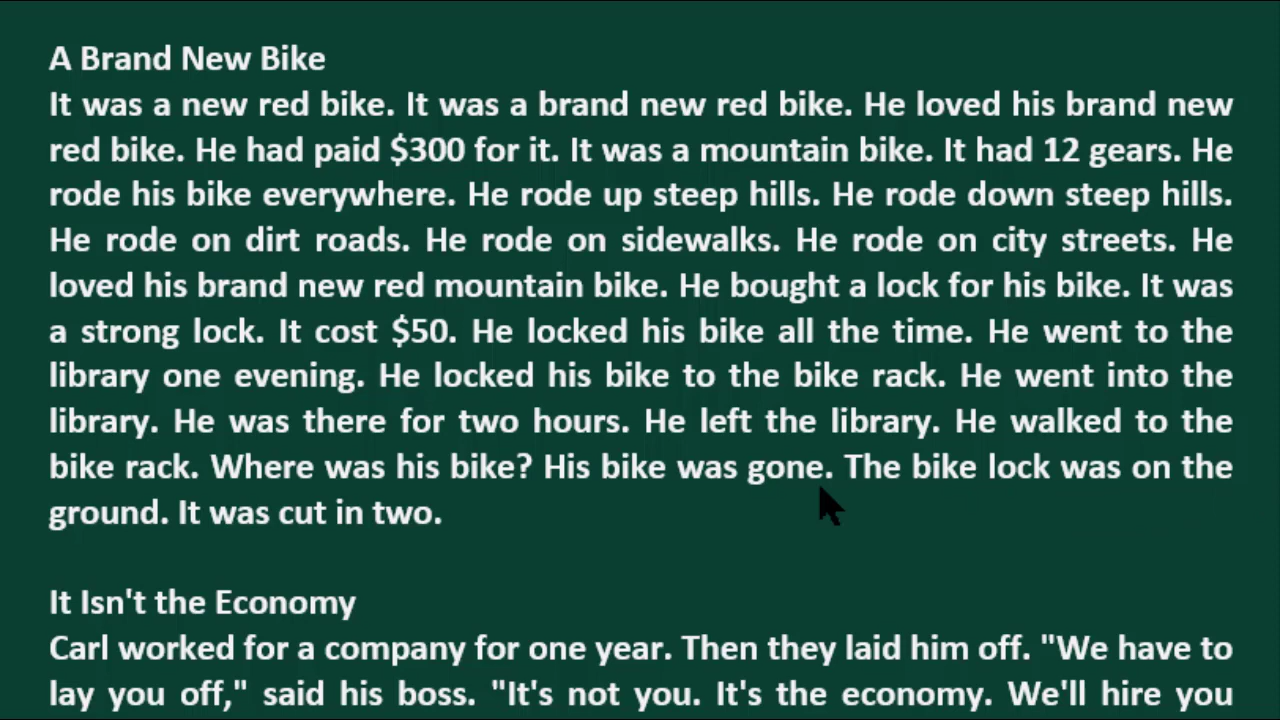 A Brand New Bike
It was a new red bike. It was a brand new red bike. He loved his brand new
red bike. He had paid $300 for it. It was a mountain bike. It had 12 gears. He
rode his bike everywhere. He rode up steep hills. He rode down steep hills.
He rode on dirt roads. He rode on sidewalks. He rode on city streets. He
loved his brand new red mountain bike. He bought a lock for his bike. It was
a strong lock. It cost $50. He locked his bike all the time. He went to the
library one evening. He locked his bike to the bike rack. He went into the
library. He was there for two hours. He left the library. He walked to the
bike rack. Where was his bike? His bike was gone. The bike lock was on the
ground. It was cut in two.
It Isn't the Economy
Carl worked for a company for one year. Then they laid him off. "We have to
lay you off," said his boss. "It's not you. It's the economy. We'll hire you